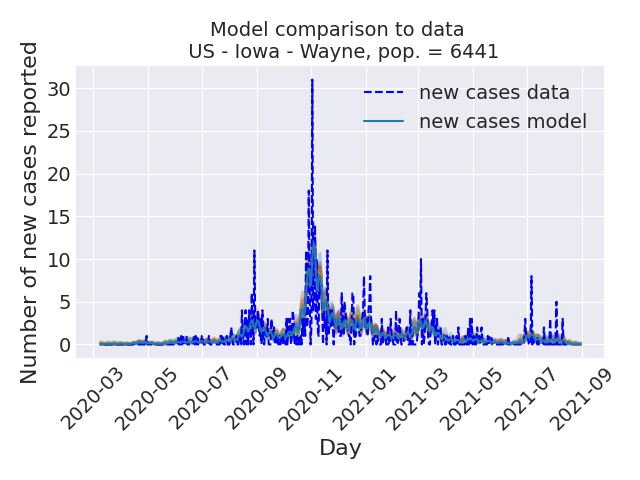 Model comparison to data
US - Iowa - Wayne, pop. = 6441
Number of new cases reported
30
25
20
15
10
5
0
new cases data
new cases model
2020-03
2020-05
2020-07
2020-09
2020-11
2021-01
2021-03
2021-05
2021-07
2021-09
Day